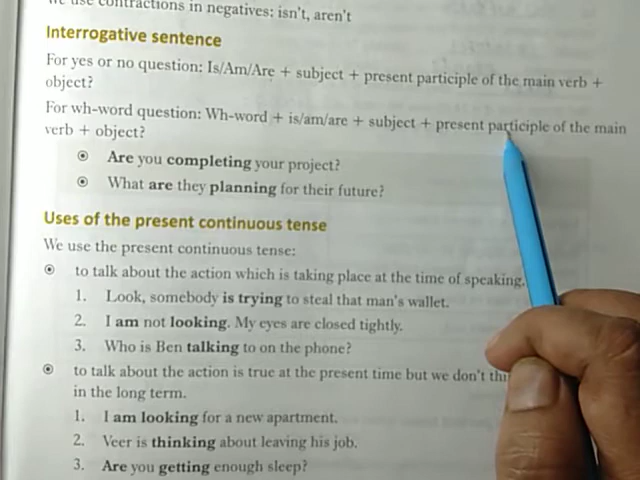 we use contractions in negatives: isn't, aren't
Interrogative sentence
For yes or no question: Is/Am/Are + subject + present participle of the main verb +
object?
For wh-word question: Wh-word + is/am/are + subject + present participle of the main
verb + object?
Are you completing your project?
What are they planning for their future?
Uses of the present continuous tense
We use the present continuous tense:
to talk about the action which is taking place at the time of speaking.
1. Look, somebody is trying to steal that man's wallet.
2. I am not looking. My eyes are closed tightly.
3. Who is Ben talking to on the phone?
to talk about the action is true at the present time but we don't
in the long term.
1. I am looking for a new apartment.
2. Veer is thinking about leaving his job.
3. Are you getting enough sleep?